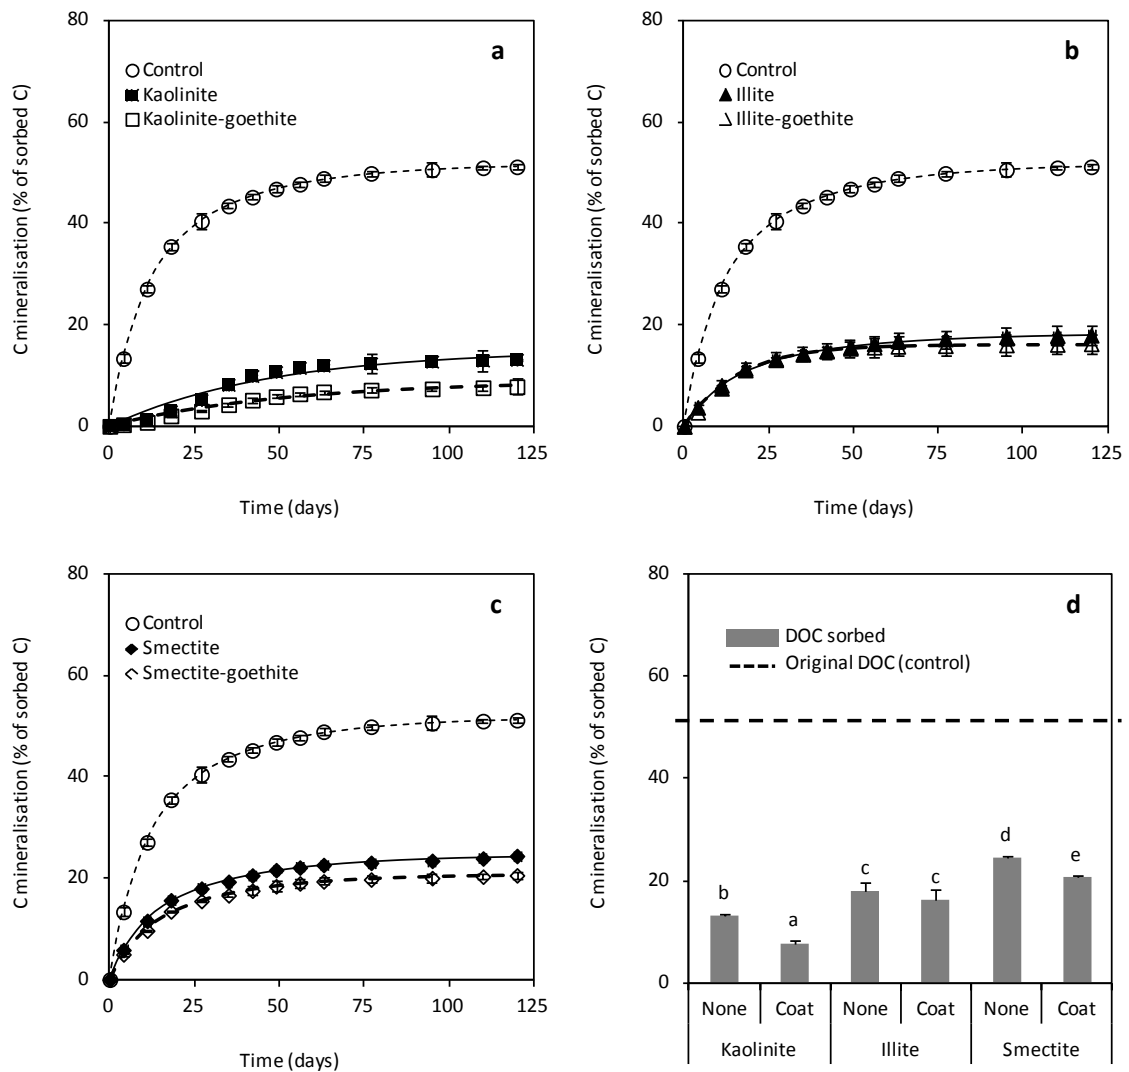 a
C mineralisation (% of sorbed C)
80
60
40
20
0
Control
Kaolinite
Kaolinite-goethite
0 25 50 75 100 125
Time (days)
b
C mineralisation (% of sorbed C)
80
60
40
20
0
Control
Illite
Illite-goethite
0 25 50 75 100 125
Time (days)
c
C mineralisation (% of sorbed C)
80
60
40
20
0
Control
Smectite
Smectite-goethite
0 25 50 75 100 125
Time (days)
d
C mineralisation (% of sorbed C)
80
60
40
20
0
DOC sorbed
Original DOC (control)
b a c c d e
None Coat None Coat None Coat
Kaolinite Illite Smectite